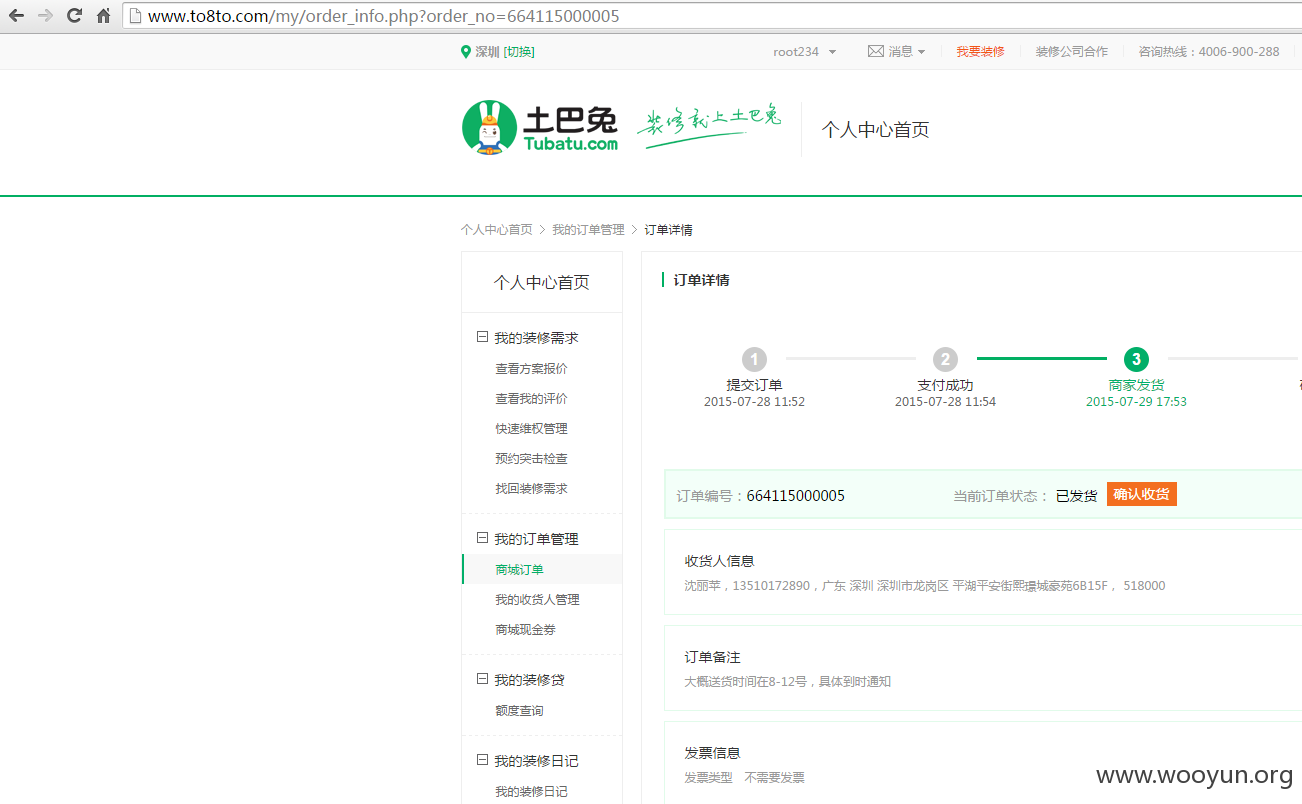 www.to8to.com/my/order_info.php?order_no=664115000005
深圳 [切换] root234 消息 我要装修 装修公司合作 咨询热线：4006-900-288
土巴兔 Tubatu.com 装修就上土巴兔 个人中心首页
个人中心首页 > 我的订单管理 > 订单详情
个人中心首页
我的装修需求
查看方案报价
查看我的评价
快速维权管理
预约突击检查
找回装修需求
我的订单管理
商城订单
我的收货人管理
商城现金券
我的装修贷
额度查询
我的装修日记
我的装修日记
订单详情
1 2 3
提交订单 支付成功 商家发货
2015-07-28 11:52 2015-07-28 11:54 2015-07-29 17:53
订单编号：664115000005 当前订单状态： 已发货 确认收货
收货人信息
沈丽苹，13510172890，广东 深圳 深圳市龙岗区 平湖平安街熙璟城豪苑6B15F， 518000
订单备注
大概送货时间在8-12号，具体到时通知
发票信息
发票类型 不需要发票
www.wooyun.org